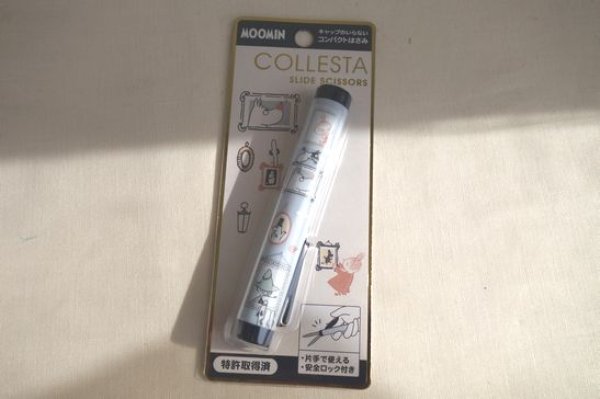 MOOMIN
キャップのいらない
コンパクトはさみ
COLLESTA
SLIDE SCISSORS
特許取得済
・片手で使える
・安全ロック付き